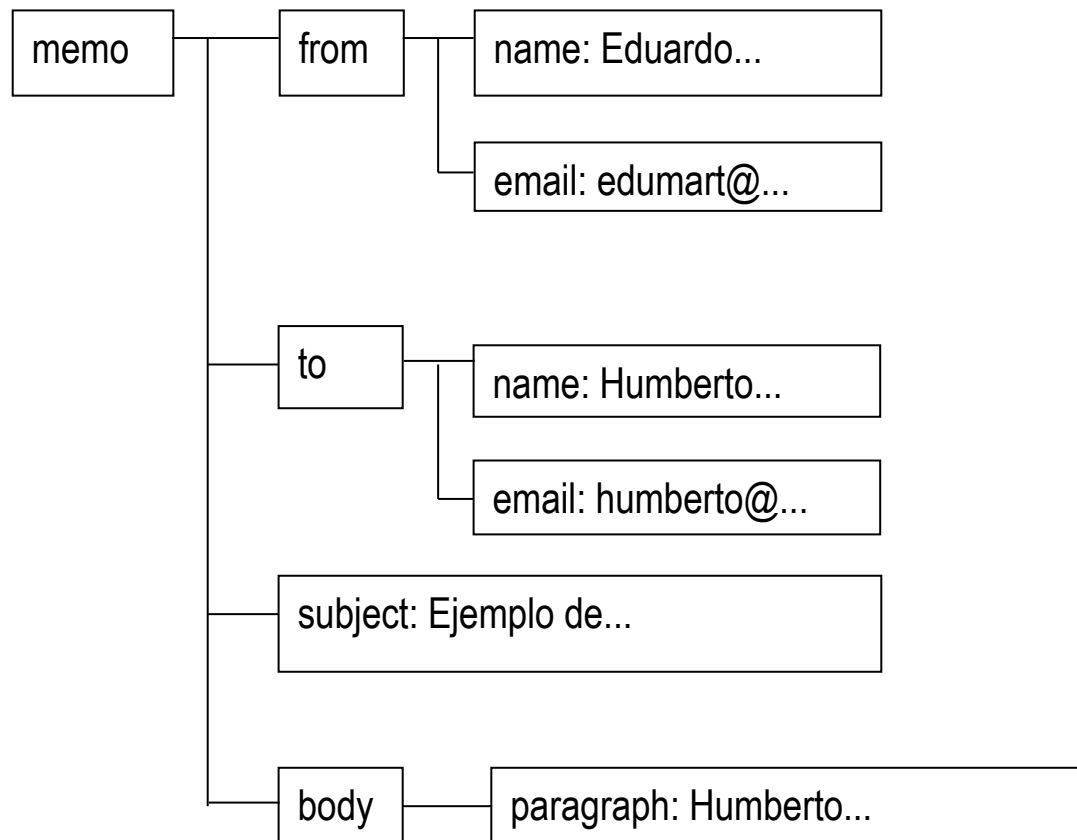 memo
from
name: Eduardo...
email: edumart@...
to
name: Humberto...
email: humberto@...
subject: Ejemplo de...
body
paragraph: Humberto...